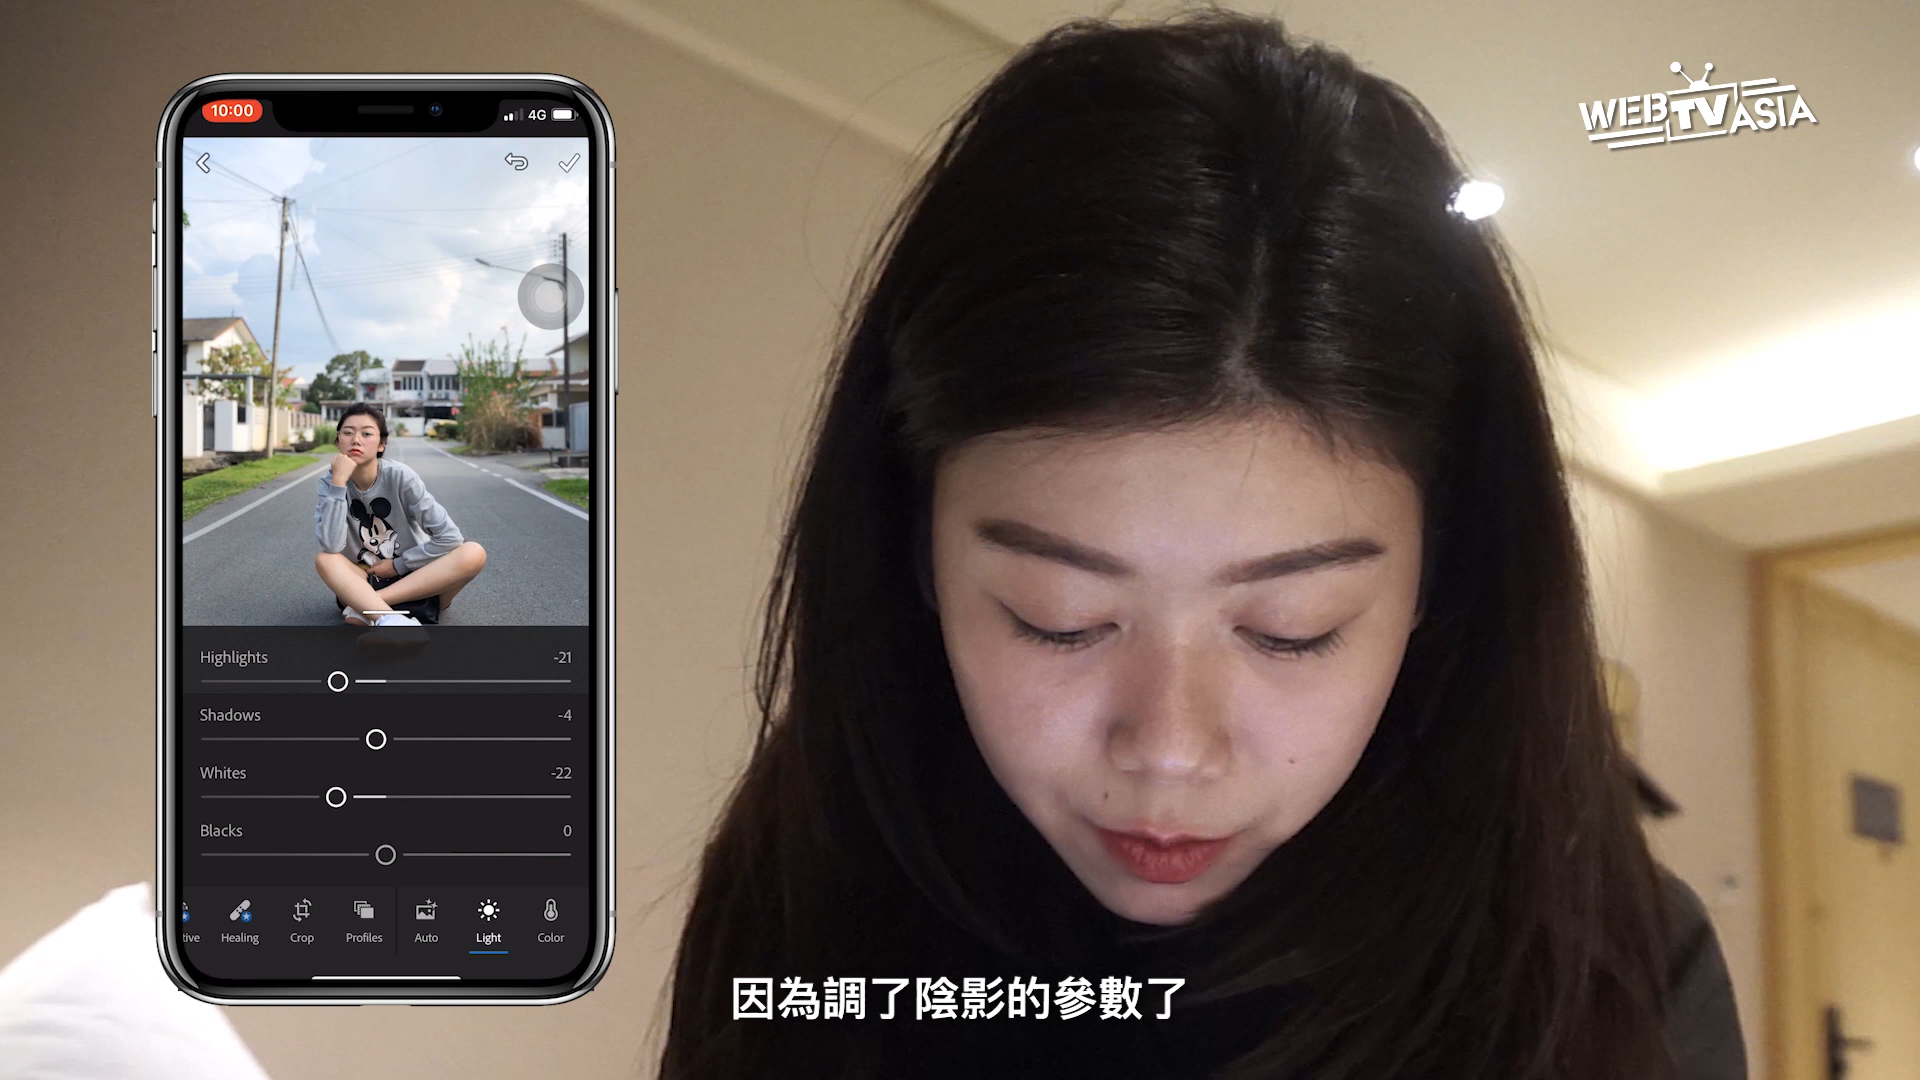 WEBTVASIA
10:00
4G
Highlights -21
Shadows -4
Whites -22
Blacks 0
tive Healing Crop Profiles Auto Light Color
因為調了陰影的參數了